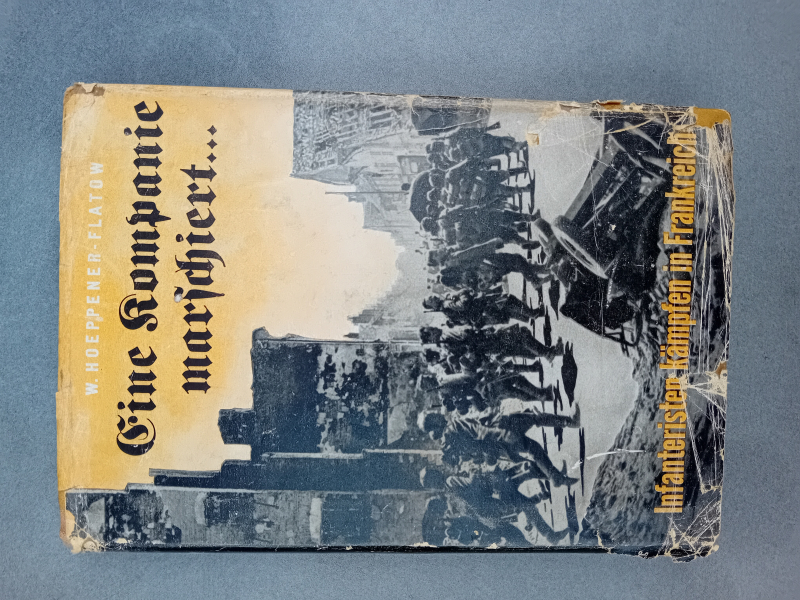 W. HOEPPENER-FLATOW
Eine Kompanie
marschiert...
Infanteristen kämpfen in Frankreich